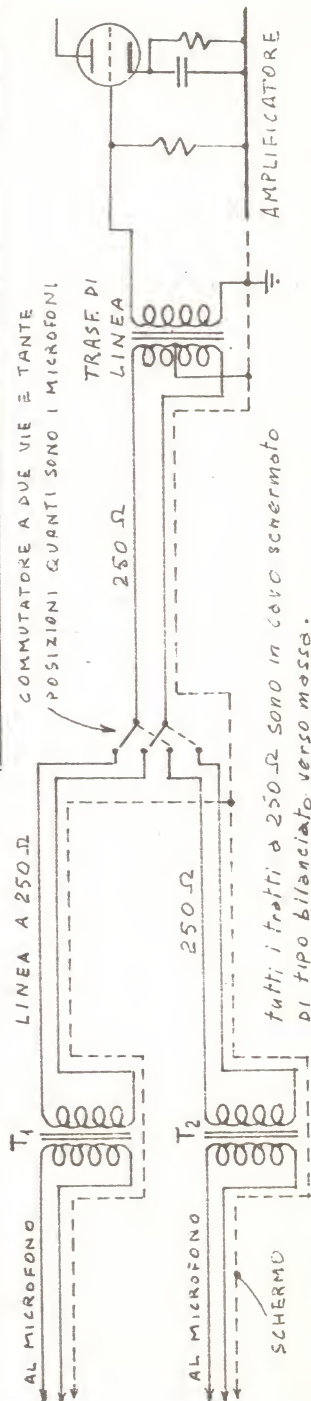 COMMUTATORE A DUE VIE E TANTE
POSIZIONI QUANTI SONO I MICROFONI
TRASF. DI
LINEA
AMPLIFICATORE
LINEA A 250 Ω
250 Ω
250 Ω
T1
T2
AL MICROFONO
AL MICROFONO
SCHERMO
tutti i tratti a 250 Ω sono in cavo schermato
DI tipo bilanciato verso massa.